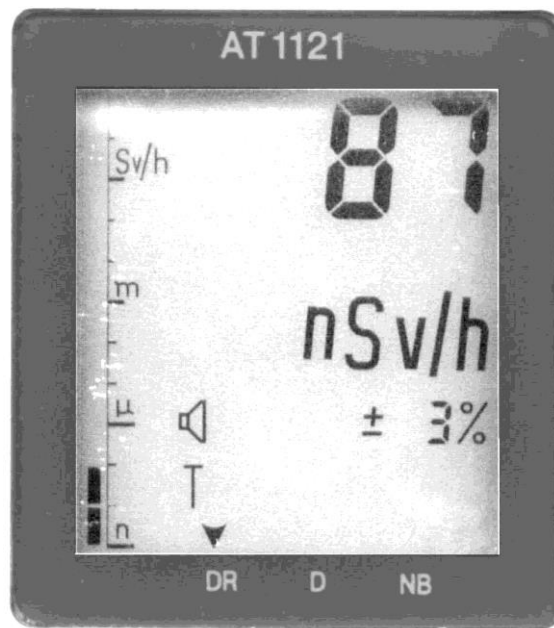 AT 1121
87
Sv/h
m
nSv/h
µ
± 3%
T
n
DR D NB